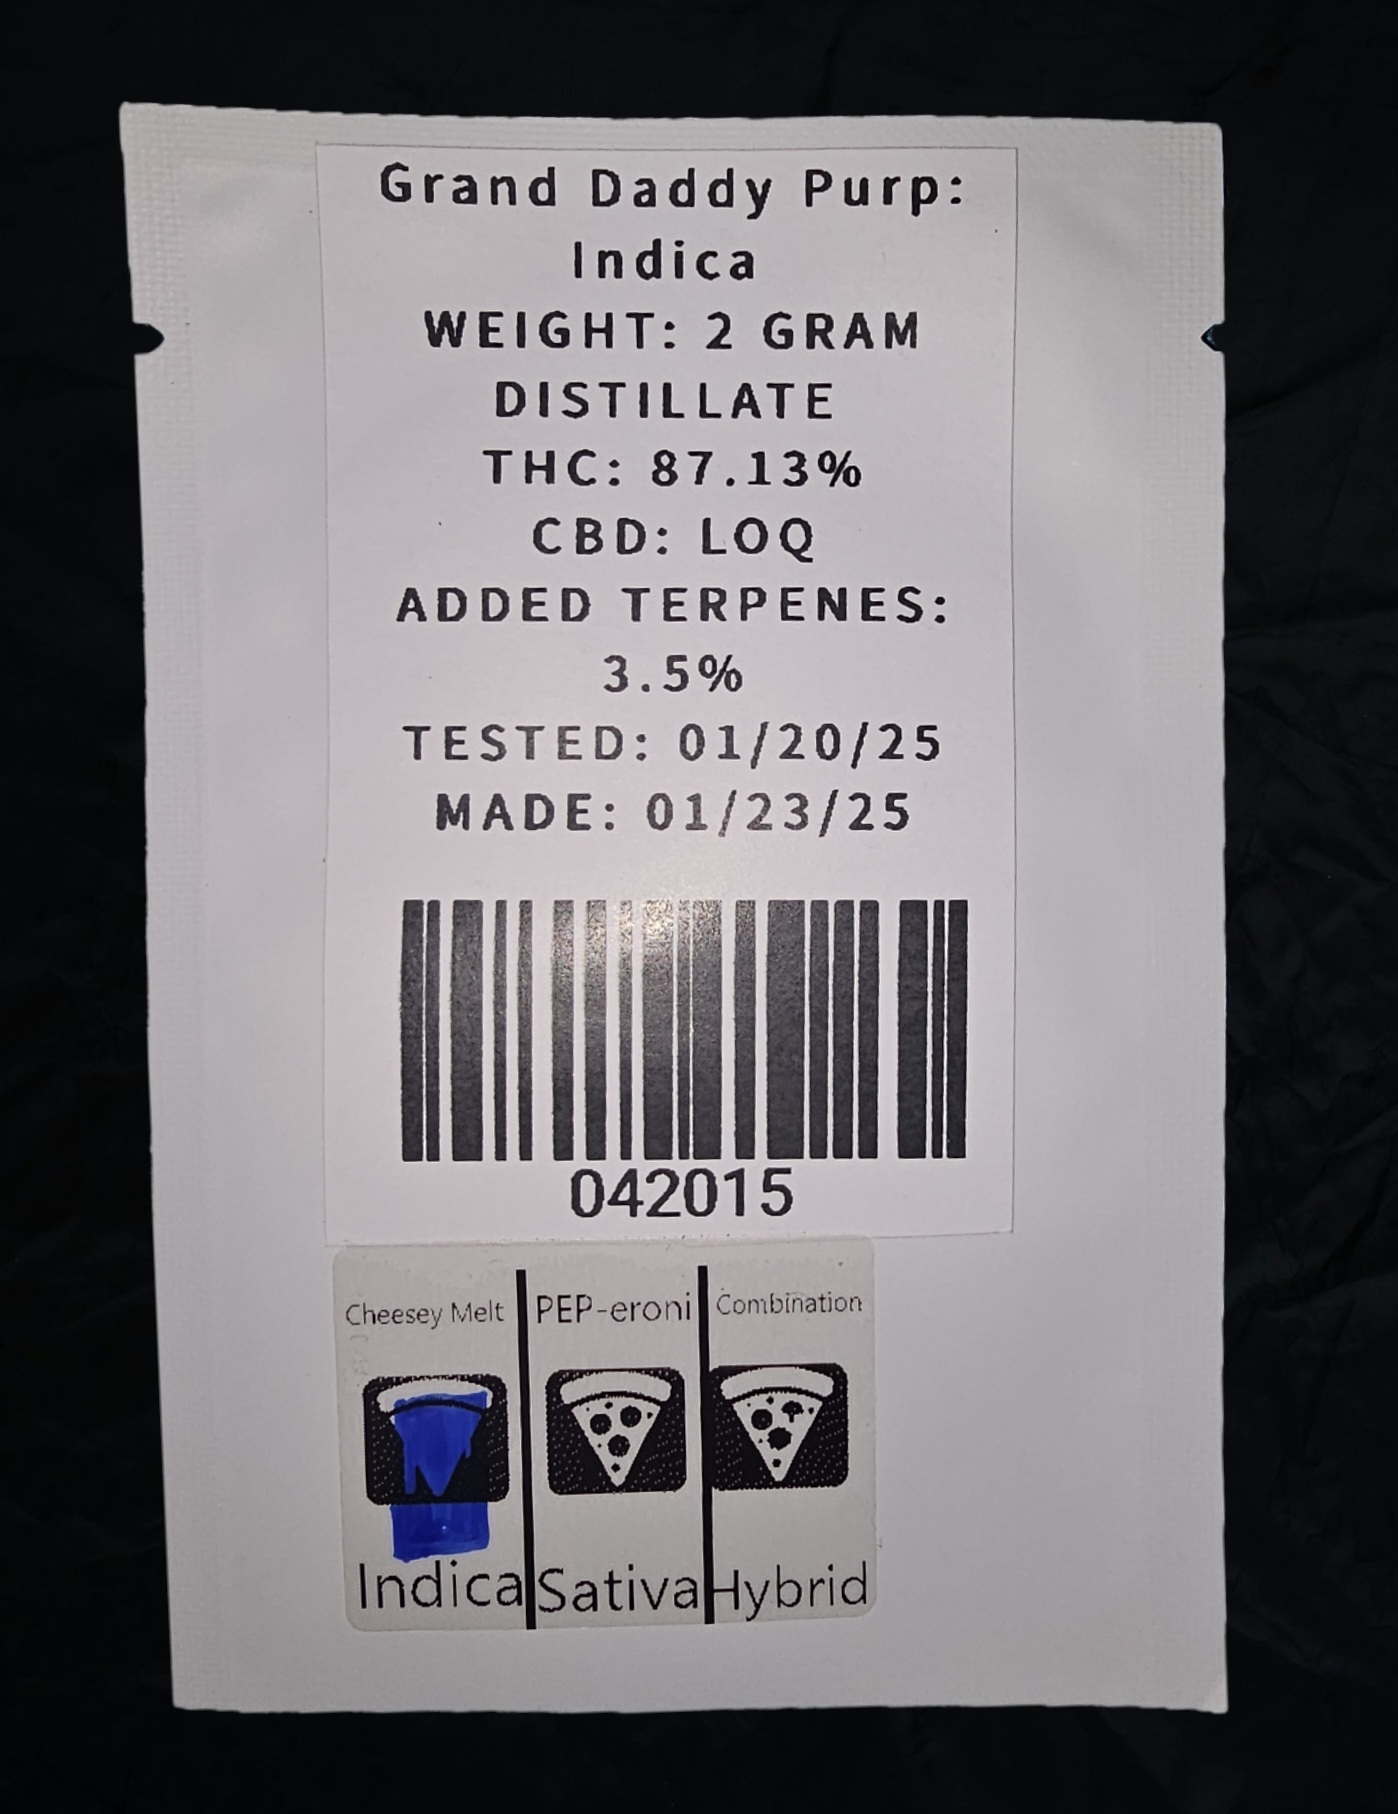 Grand Daddy Purp:
Indica
WEIGHT: 2 GRAM
DISTILLATE
THC: 87.13%
CBD: LOQ
ADDED TERPENES:
3.5%
TESTED: 01/20/25
MADE: 01/23/25
042015
Cheesey Melt PEP-eroni Combination
Indica Sativa Hybrid